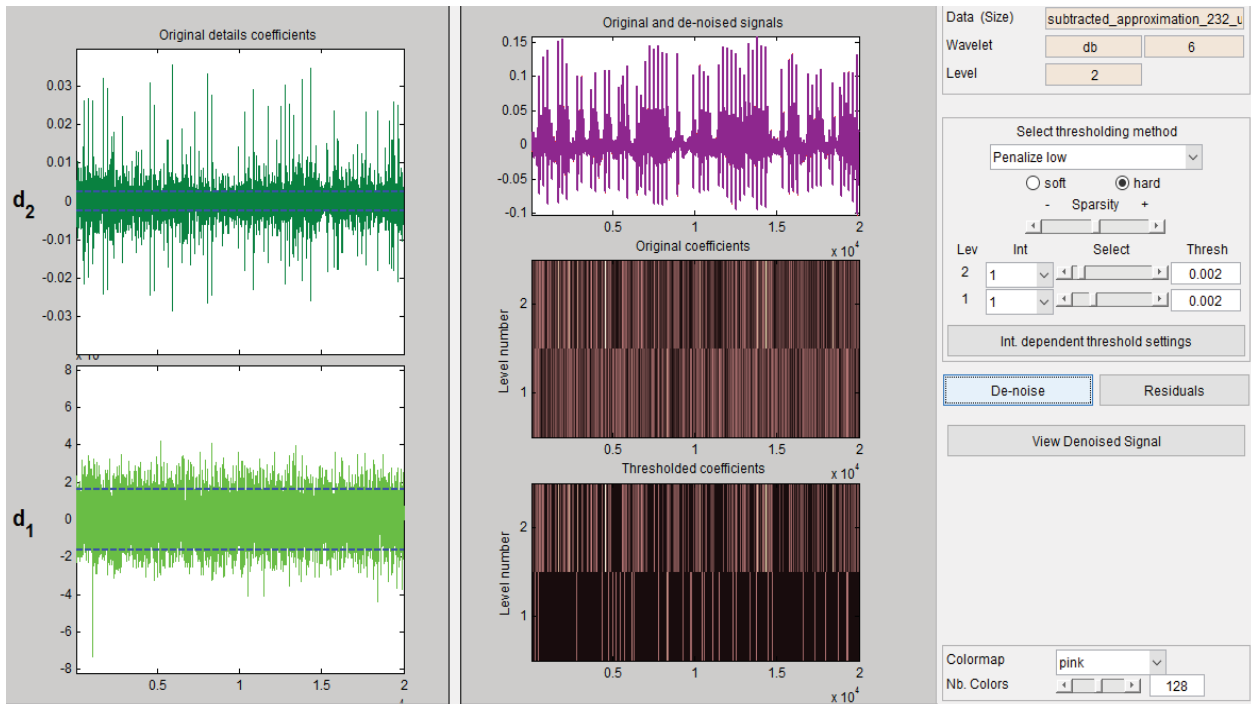 Original details coefficients
0.03
0.02
0.01
0
-0.01
-0.02
-0.03
d2
8
6
4
2
0
-2
-4
-6
-8
d1
0.5
1
1.5
2
Original and de-noised signals
0.15
0.1
0.05
0
-0.05
-0.1
0.5
1
1.5
2
x 10^4
Original coefficients
Level number
2
1
0.5
1
1.5
2
x 10^4
Thresholded coefficients
Level number
2
1
0.5
1
1.5
2
x 10^4
Data (Size)
subtracted_approximation_232_u
Wavelet
db
6
Level
2
Select thresholding method
Penalize low
soft
hard
- Sparsity +
Lev Int Select Thresh
2 1 0.002
1 1 0.002
Int. dependent threshold settings
De-noise
Residuals
View Denoised Signal
Colormap
pink
Nb. Colors
128